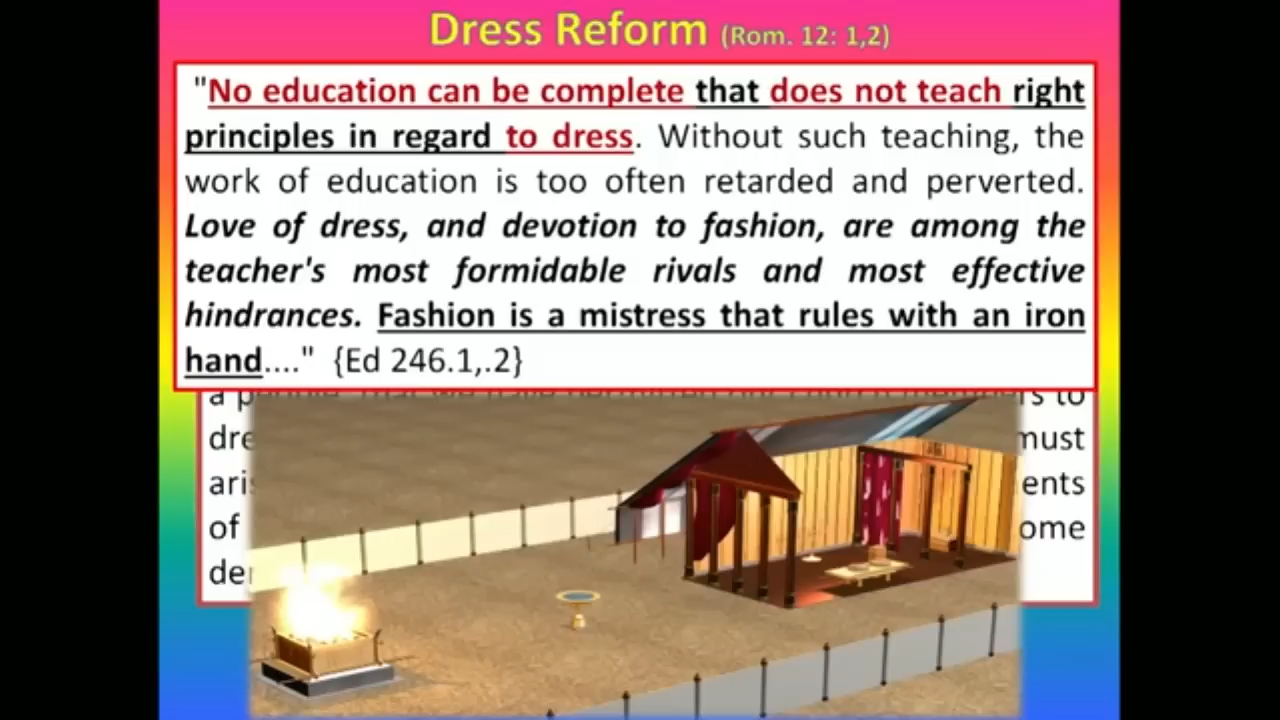 Dress Reform (Rom. 12: 1,2)
"No education can be complete that does not teach right
principles in regard to dress. Without such teaching, the
work of education is too often retarded and perverted.
Love of dress, and devotion to fashion, are among the
teacher's most formidable rivals and most effective
hindrances. Fashion is a mistress that rules with an iron
hand...." {Ed 246.1,.2}
to
must
of